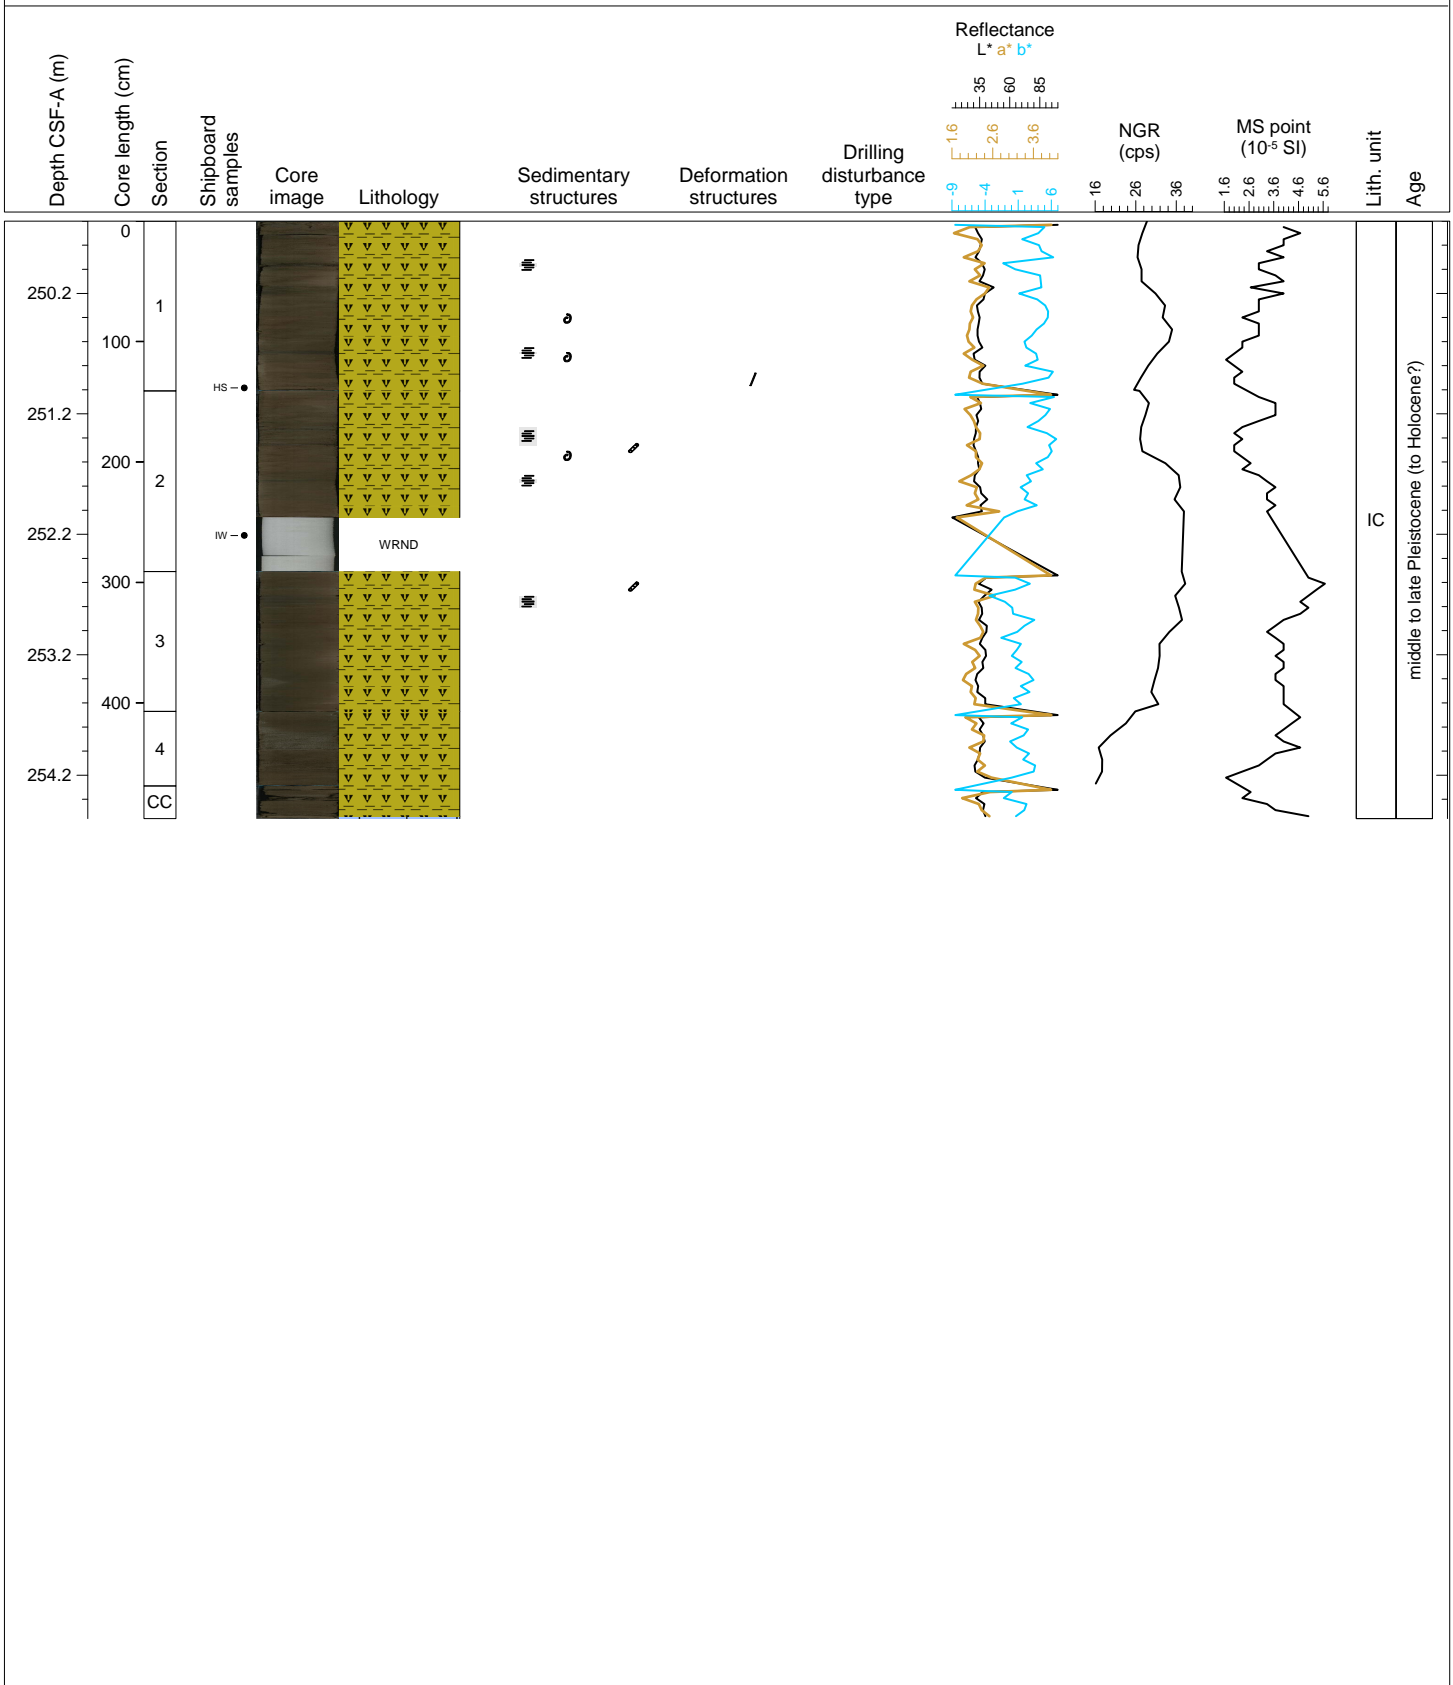 Depth CSF-A (m)
Core length (cm)
Section
Shipboard
samples
Core
image
Lithology
Sedimentary
structures
Deformation
structures
Drilling
disturbance
type
Reflectance
L* a* b*
35 60 85
1.6 2.6 3.6
-9 -4 1 6
NGR
(cps)
16 26 36
MS point
(10-5 SI)
1.6 2.6 3.6 4.6 5.6
Lith. unit
Age
0
250.2
1
100
HS
251.2
200
2
252.2
IW
WRND
IC
300
3
253.2
middle to late Pleistocene (to Holocene?)
400
4
254.2
CC